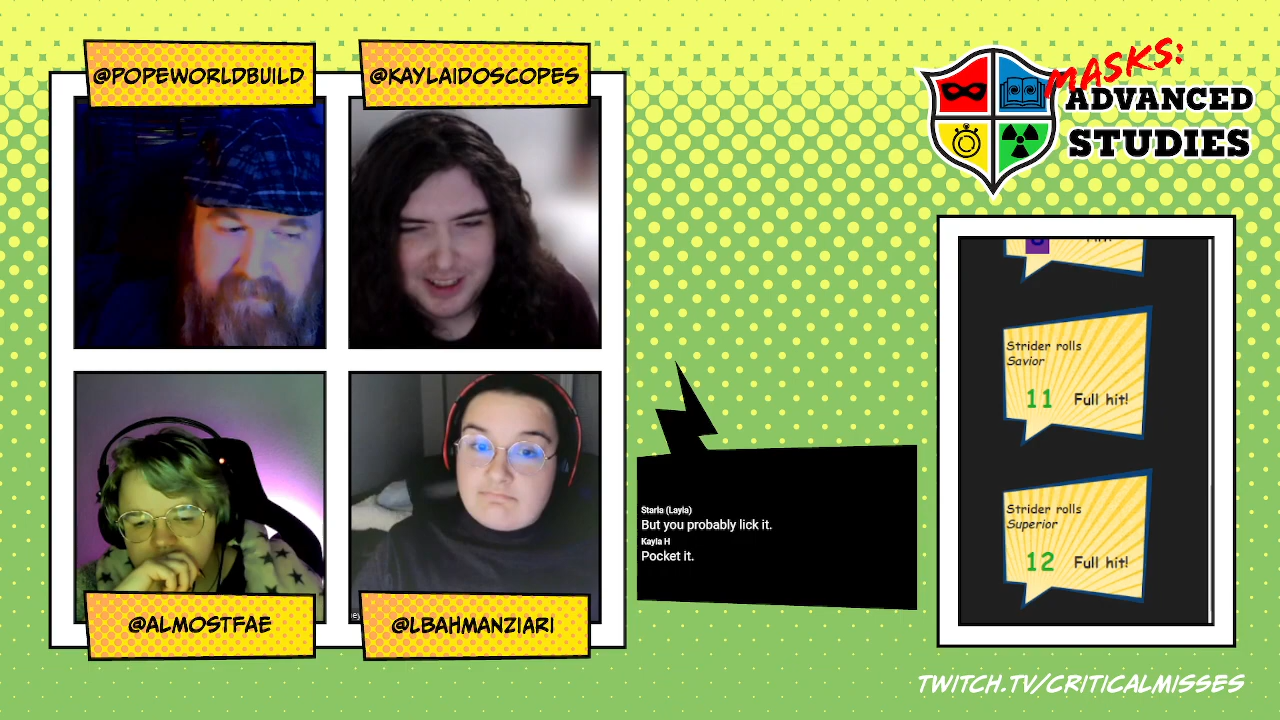 @POPEWORLDBUILD
@KAYLAIDOSCOPES
@ALMOSTFAE
@LBAHMANZIARI
Starla (Layla)
But you probably lick it.
Kayla H
Pocket it.
MASKS:
ADVANCED
STUDIES
Strider rolls
Savior
11 Full hit!
Strider rolls
Superior
12 Full hit!
TWITCH.TV/CRITICALMISSES